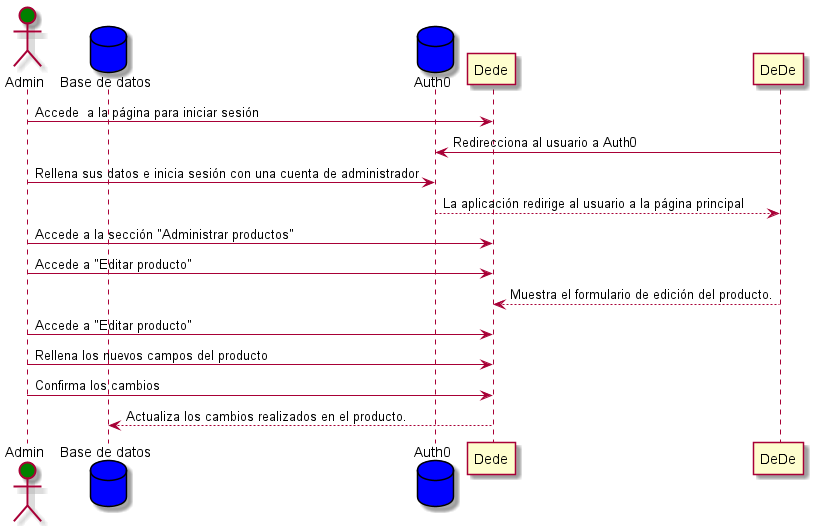 Admin
Base de datos
Auth0
Dede
DeDe
Accede  a la página para iniciar sesión
Redirecciona al usuario a Auth0
Rellena sus datos e inicia sesión con una cuenta de administrador
La aplicación redirige al usuario a la página principal
Accede a la sección "Administrar productos"
Accede a "Editar producto"
Muestra el formulario de edición del producto.
Accede a "Editar producto"
Rellena los nuevos campos del producto
Confirma los cambios
Actualiza los cambios realizados en el producto.
Admin
Base de datos
Auth0
Dede
DeDe